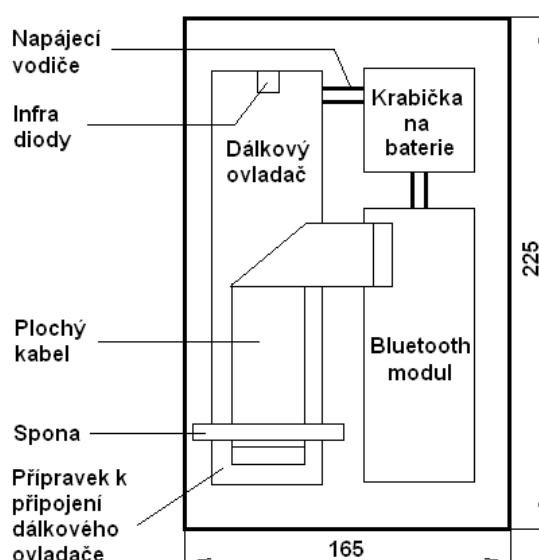 Napájecí
vodiče
Infra
diody
Plochý
kabel
Spona
Přípravek k
připojení
dálkového
ovladače
Dálkový
ovladač
Krabička
na
baterie
Bluetooth
modul
225
165